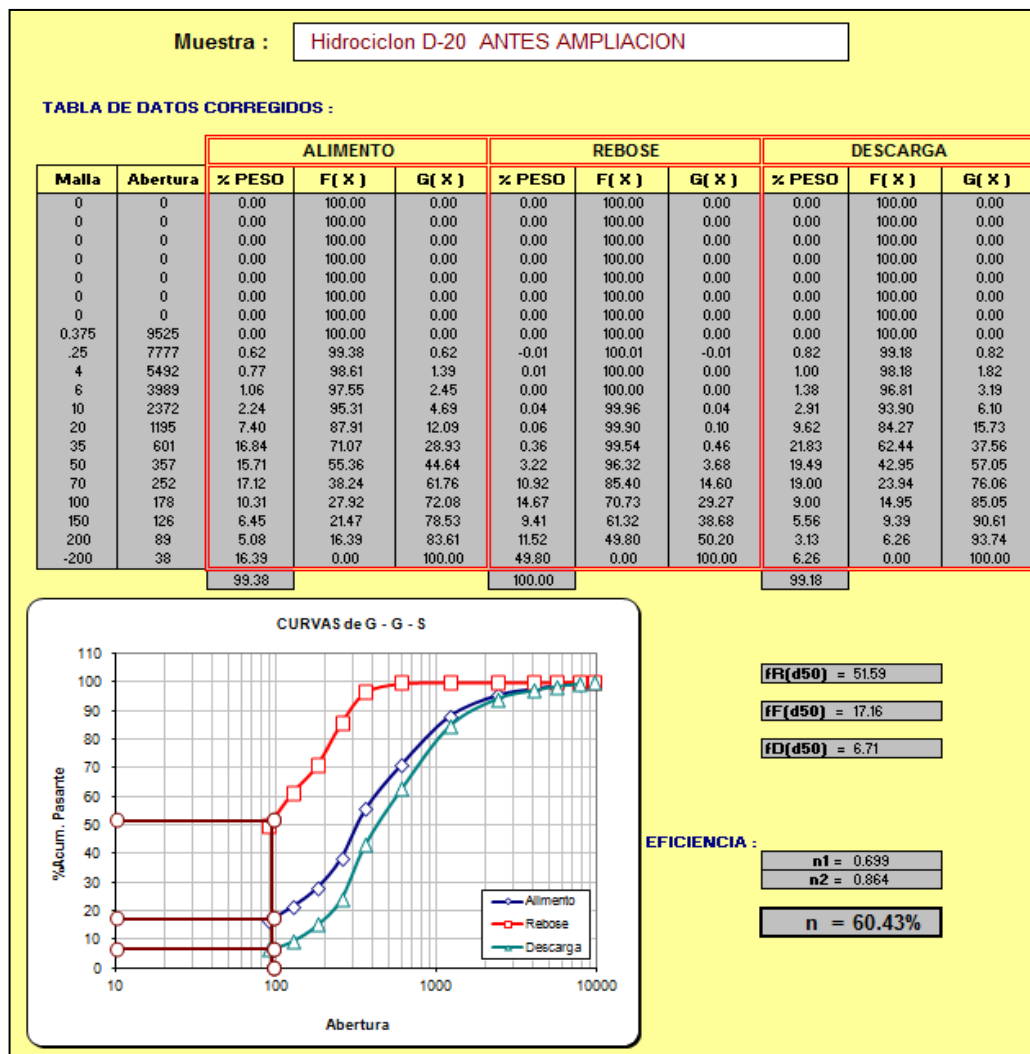 Muestra : Hidrociclon D-20 ANTES AMPLIACION
TABLA DE DATOS CORREGIDOS :
ALIMENTO REBOSE DESCARGA
Malla Abertura % PESO F( X ) G( X ) % PESO F( X ) G( X ) % PESO F( X ) G( X )
0 0 0.00 100.00 0.00 0.00 100.00 0.00 0.00 100.00 0.00
0 0 0.00 100.00 0.00 0.00 100.00 0.00 0.00 100.00 0.00
0 0 0.00 100.00 0.00 0.00 100.00 0.00 0.00 100.00 0.00
0 0 0.00 100.00 0.00 0.00 100.00 0.00 0.00 100.00 0.00
0 0 0.00 100.00 0.00 0.00 100.00 0.00 0.00 100.00 0.00
0 0 0.00 100.00 0.00 0.00 100.00 0.00 0.00 100.00 0.00
0 0 0.00 100.00 0.00 0.00 100.00 0.00 0.00 100.00 0.00
0.375 9525 0.00 100.00 0.00 0.00 100.00 0.00 0.00 100.00 0.00
.25 7777 0.62 99.38 0.62 -0.01 100.01 -0.01 0.82 99.18 0.82
4 5492 0.77 98.61 1.39 0.01 100.00 0.00 1.00 98.18 1.82
6 3989 1.06 97.55 2.45 0.00 100.00 0.00 1.38 96.81 3.19
10 2372 2.24 95.31 4.69 0.04 99.96 0.04 2.91 93.90 6.10
20 1195 7.40 87.91 12.09 0.06 99.90 0.10 9.62 84.27 15.73
35 601 16.84 71.07 28.93 0.36 99.54 0.46 21.83 62.44 37.56
50 357 15.71 55.36 44.64 3.22 96.32 3.68 19.49 42.95 57.05
70 252 17.12 38.24 61.76 10.92 85.40 14.60 19.00 23.94 76.06
100 178 10.31 27.92 72.08 14.67 70.73 29.27 9.00 14.95 85.05
150 126 6.45 21.47 78.53 9.41 61.32 38.68 5.56 9.39 90.61
200 89 5.08 16.39 83.61 11.52 49.80 50.20 3.13 6.26 93.74
-200 38 16.39 0.00 100.00 49.80 0.00 100.00 6.26 0.00 100.00
99.38 100.00 99.18
CURVAS de G - G - S
110
100
90
80
70
60
50
40
30
20
10
0
%Acum. Pasante
10 100 1000 10000
Abertura
Alimento
Rebose
Descarga
fR(d50) = 51.59
fF(d50) = 17.16
fD(d50) = 6.71
EFICIENCIA :
n1 = 0.699
n2 = 0.864
n = 60.43%